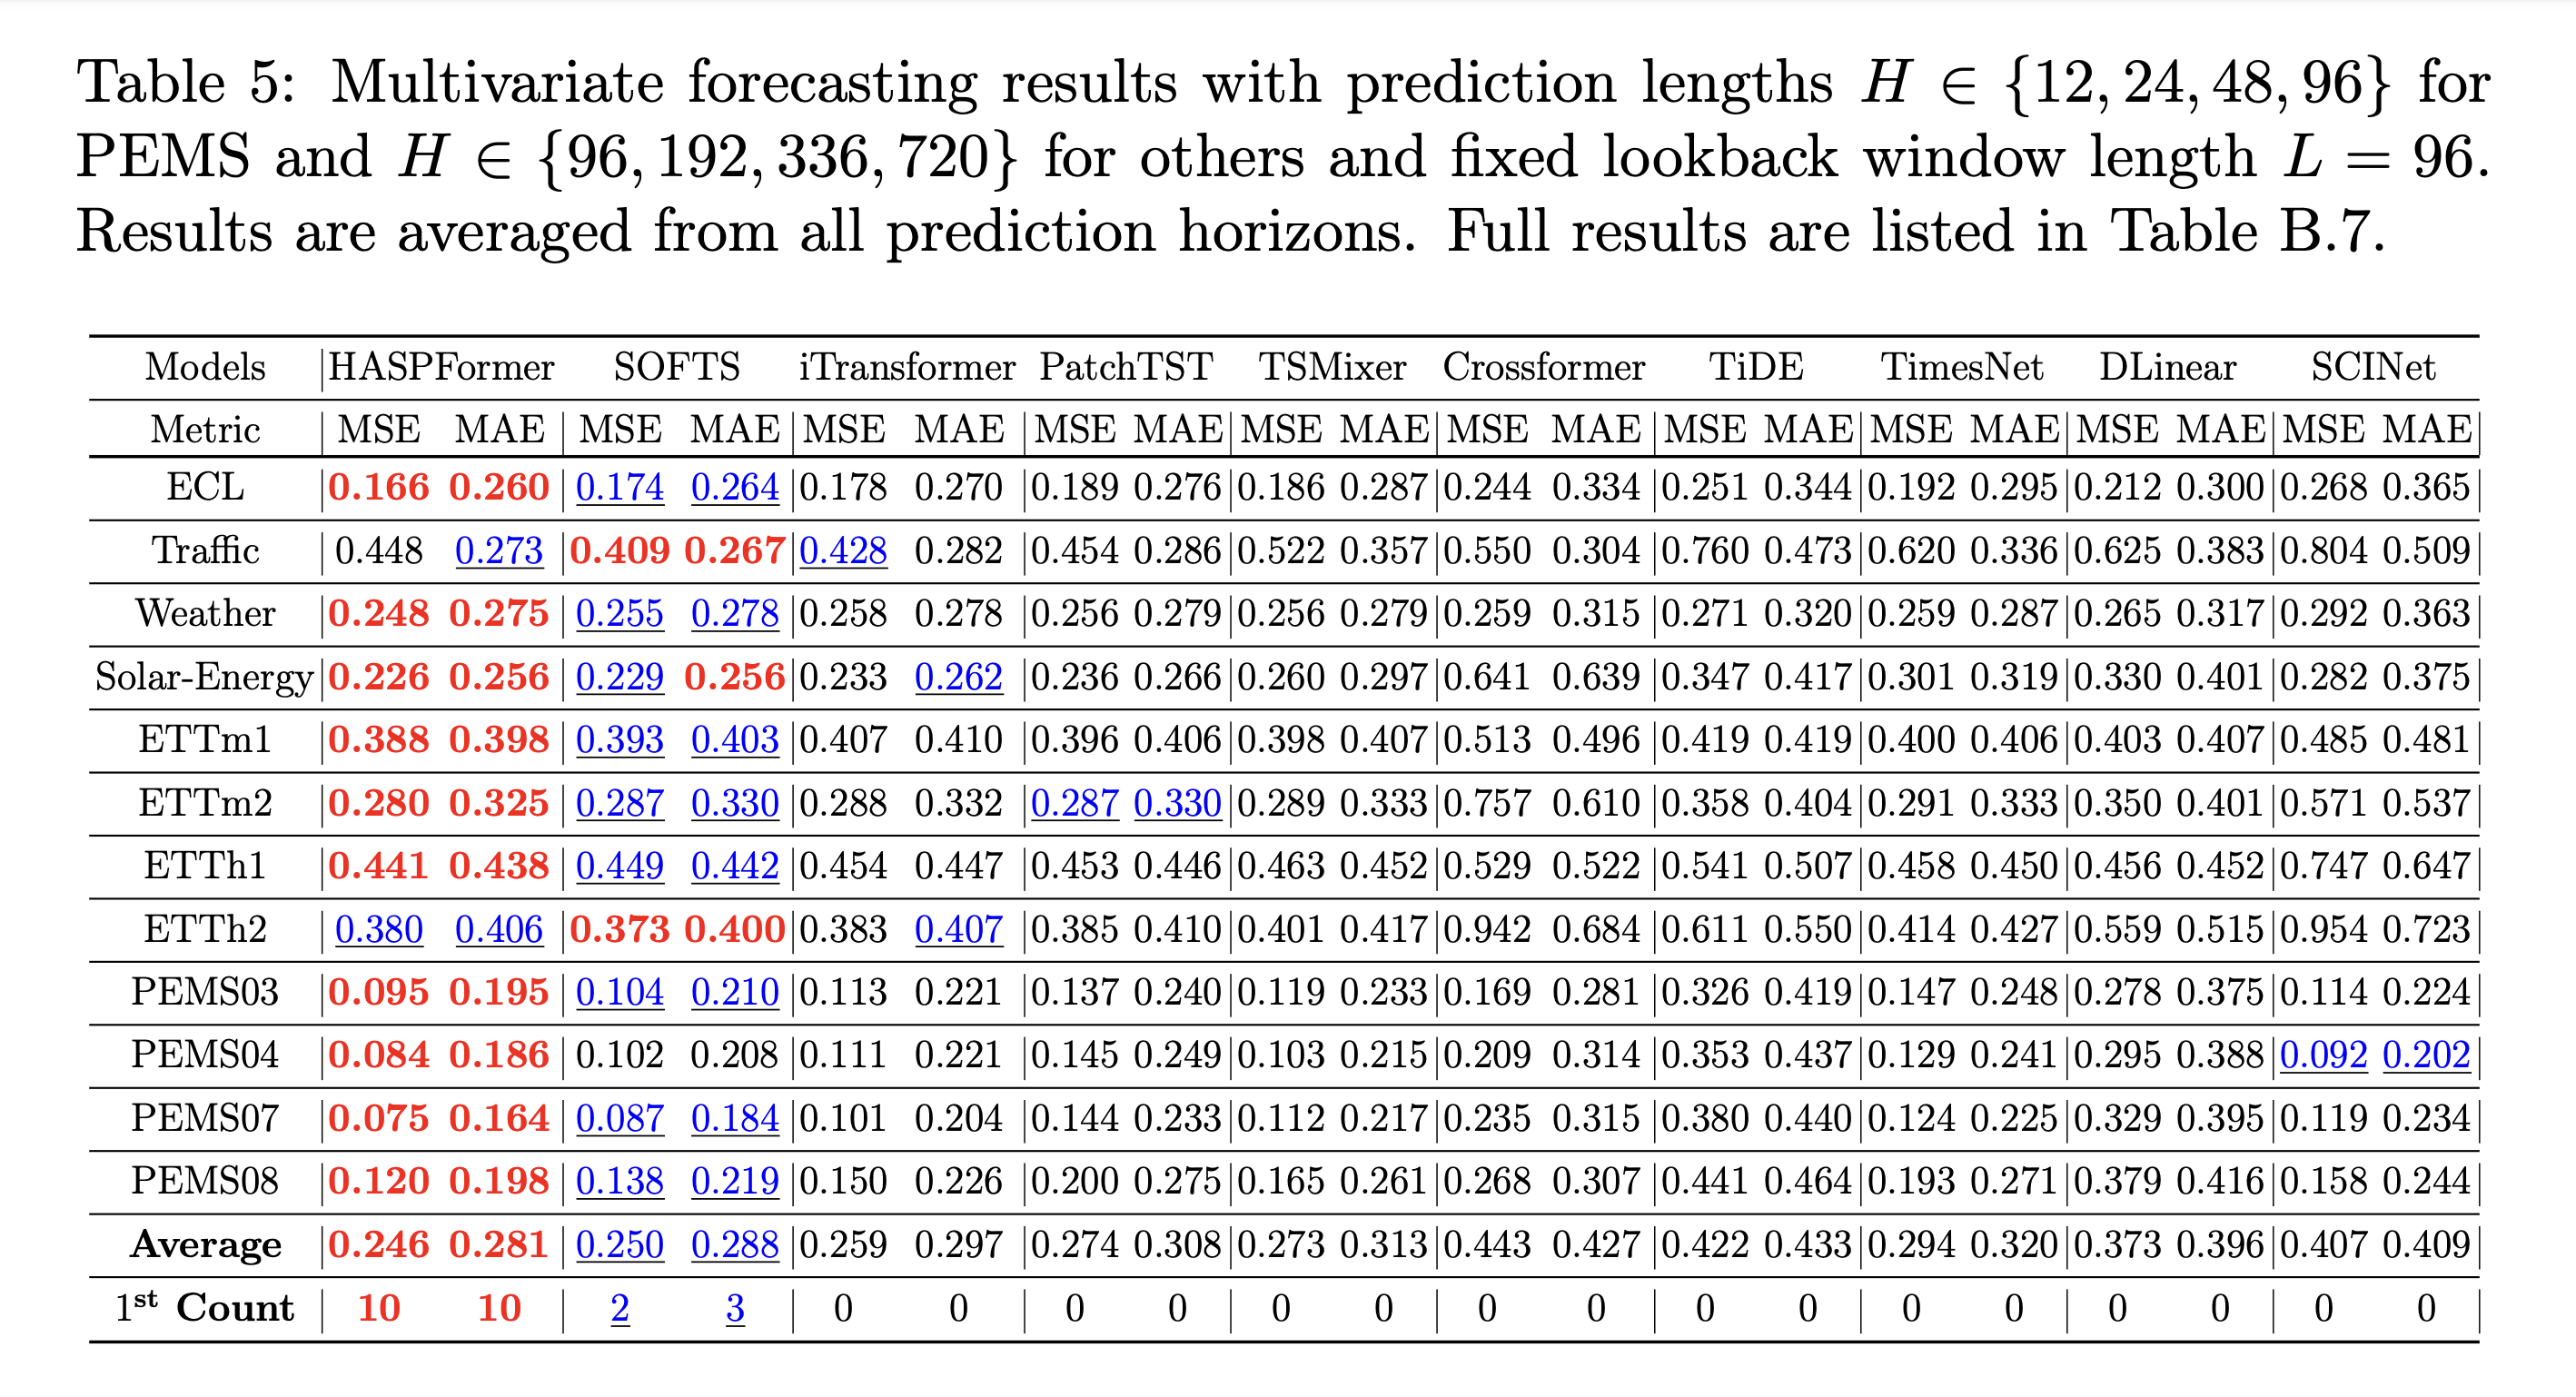 Table 5: Multivariate forecasting results with prediction lengths H ∈ {12, 24, 48, 96} for
PEMS and H ∈ {96, 192, 336, 720} for others and fixed lookback window length L = 96.
Results are averaged from all prediction horizons. Full results are listed in Table B.7.
Models HASPFormer SOFTS iTransformer PatchTST TSMixer Crossformer TiDE TimesNet DLinear SCINet
Metric MSE MAE MSE MAE MSE MAE MSE MAE MSE MAE MSE MAE MSE MAE MSE MAE MSE MAE MSE MAE
ECL 0.166 0.260 0.174 0.264 0.178 0.270 0.189 0.276 0.186 0.287 0.244 0.334 0.251 0.344 0.192 0.295 0.212 0.300 0.268 0.365
Traffic 0.448 0.273 0.409 0.267 0.428 0.282 0.454 0.286 0.522 0.357 0.550 0.304 0.760 0.473 0.620 0.336 0.625 0.383 0.804 0.509
Weather 0.248 0.275 0.255 0.278 0.258 0.278 0.256 0.279 0.256 0.279 0.259 0.315 0.271 0.320 0.259 0.287 0.265 0.317 0.292 0.363
Solar-Energy 0.226 0.256 0.229 0.256 0.233 0.262 0.236 0.266 0.260 0.297 0.641 0.639 0.347 0.417 0.301 0.319 0.330 0.401 0.282 0.375
ETTm1 0.388 0.398 0.393 0.403 0.407 0.410 0.396 0.406 0.398 0.407 0.513 0.496 0.419 0.419 0.400 0.406 0.403 0.407 0.485 0.481
ETTm2 0.280 0.325 0.287 0.330 0.288 0.332 0.287 0.330 0.289 0.333 0.757 0.610 0.358 0.404 0.291 0.333 0.350 0.401 0.571 0.537
ETTh1 0.441 0.438 0.449 0.442 0.454 0.447 0.453 0.446 0.463 0.452 0.529 0.522 0.541 0.507 0.458 0.450 0.456 0.452 0.747 0.647
ETTh2 0.380 0.406 0.373 0.400 0.383 0.407 0.385 0.410 0.401 0.417 0.942 0.684 0.611 0.550 0.414 0.427 0.559 0.515 0.954 0.723
PEMS03 0.095 0.195 0.104 0.210 0.113 0.221 0.137 0.240 0.119 0.233 0.169 0.281 0.326 0.419 0.147 0.248 0.278 0.375 0.114 0.224
PEMS04 0.084 0.186 0.102 0.208 0.111 0.221 0.145 0.249 0.103 0.215 0.209 0.314 0.353 0.437 0.129 0.241 0.295 0.388 0.092 0.202
PEMS07 0.075 0.164 0.087 0.184 0.101 0.204 0.144 0.233 0.112 0.217 0.235 0.315 0.380 0.440 0.124 0.225 0.329 0.395 0.119 0.234
PEMS08 0.120 0.198 0.138 0.219 0.150 0.226 0.200 0.275 0.165 0.261 0.268 0.307 0.441 0.464 0.193 0.271 0.379 0.416 0.158 0.244
Average 0.246 0.281 0.250 0.288 0.259 0.297 0.274 0.308 0.273 0.313 0.443 0.427 0.422 0.433 0.294 0.320 0.373 0.396 0.407 0.409
1st Count 10 10 2 3 0 0 0 0 0 0 0 0 0 0 0 0 0 0 0 0